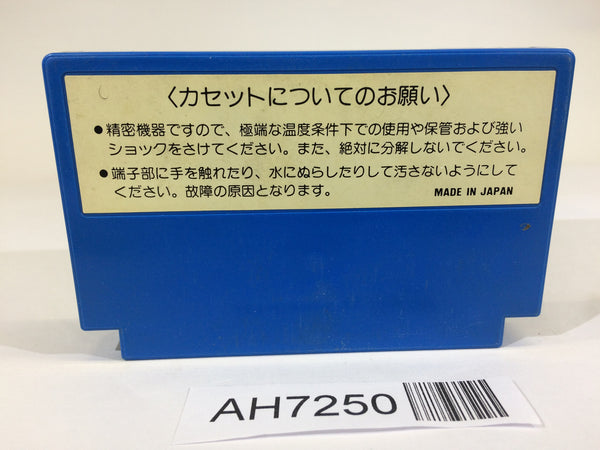 〈カセットについてのお願い〉
●精密機器ですので、極端な温度条件下での使用や保管および強い
ショックをさけてください。また、絶対に分解しないでください。
●端子部に手を触れたり、水にぬらしたりして汚さないようにして
ください。故障の原因となります。
MADE IN JAPAN
AH7250